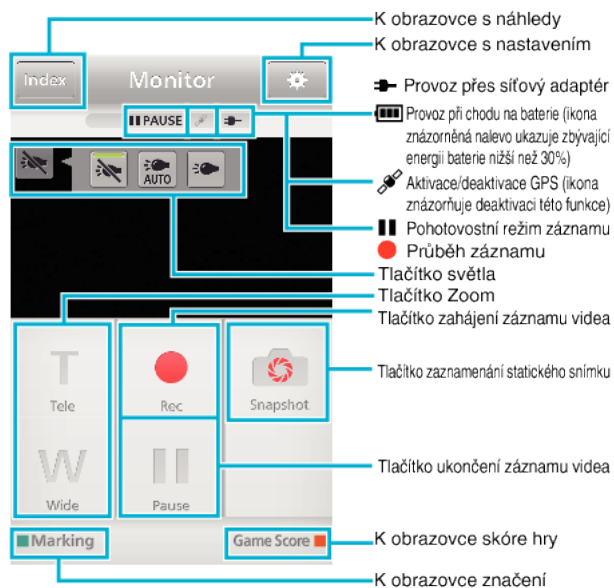 K obrazovce s náhledy
K obrazovce s nastavením
Index
Monitor
PAUSE
Provoz přes síťový adaptér
Provoz při chodu na baterie (ikona
znázorněná nalevo ukazuje zbývající
energii baterie nižší než 30%)
Aktivace/deaktivace GPS (ikona
znázorňuje deaktivaci této funkce)
Pohotovostní režim záznamu
Průběh záznamu
AUTO
Tlačítko světla
Tlačítko Zoom
Tlačítko zahájení záznamu videa
T
Tele
Rec
Snapshot
Tlačítko zaznamenání statického snímku
W
Wide
Pause
Tlačítko ukončení záznamu videa
Marking
Game Score
K obrazovce skóre hry
K obrazovce značení